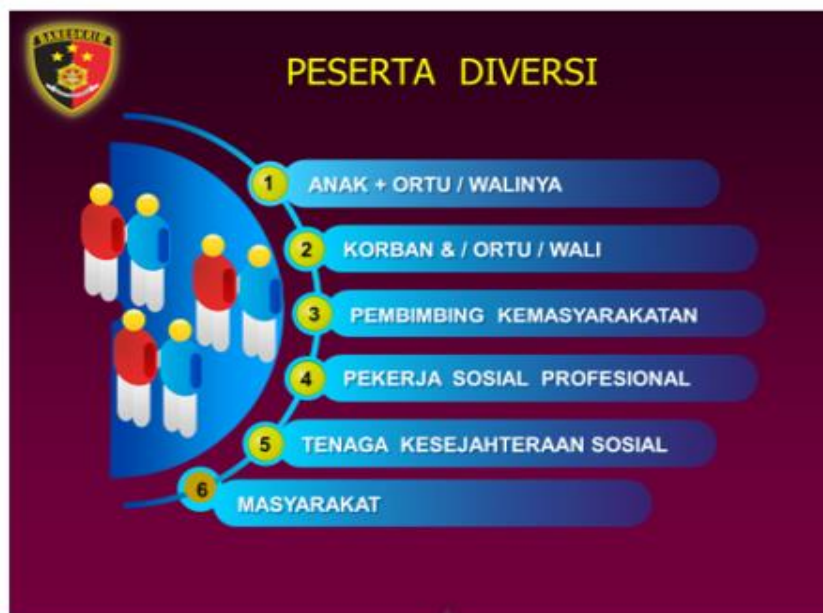 BARESKRIM
PESERTA DIVERSI
1 ANAK + ORTU / WALINYA
2 KORBAN & / ORTU / WALI
3 PEMBIMBING KEMASYARAKATAN
4 PEKERJA SOSIAL PROFESIONAL
5 TENAGA KESEJAHTERAAN SOSIAL
6 MASYARAKAT